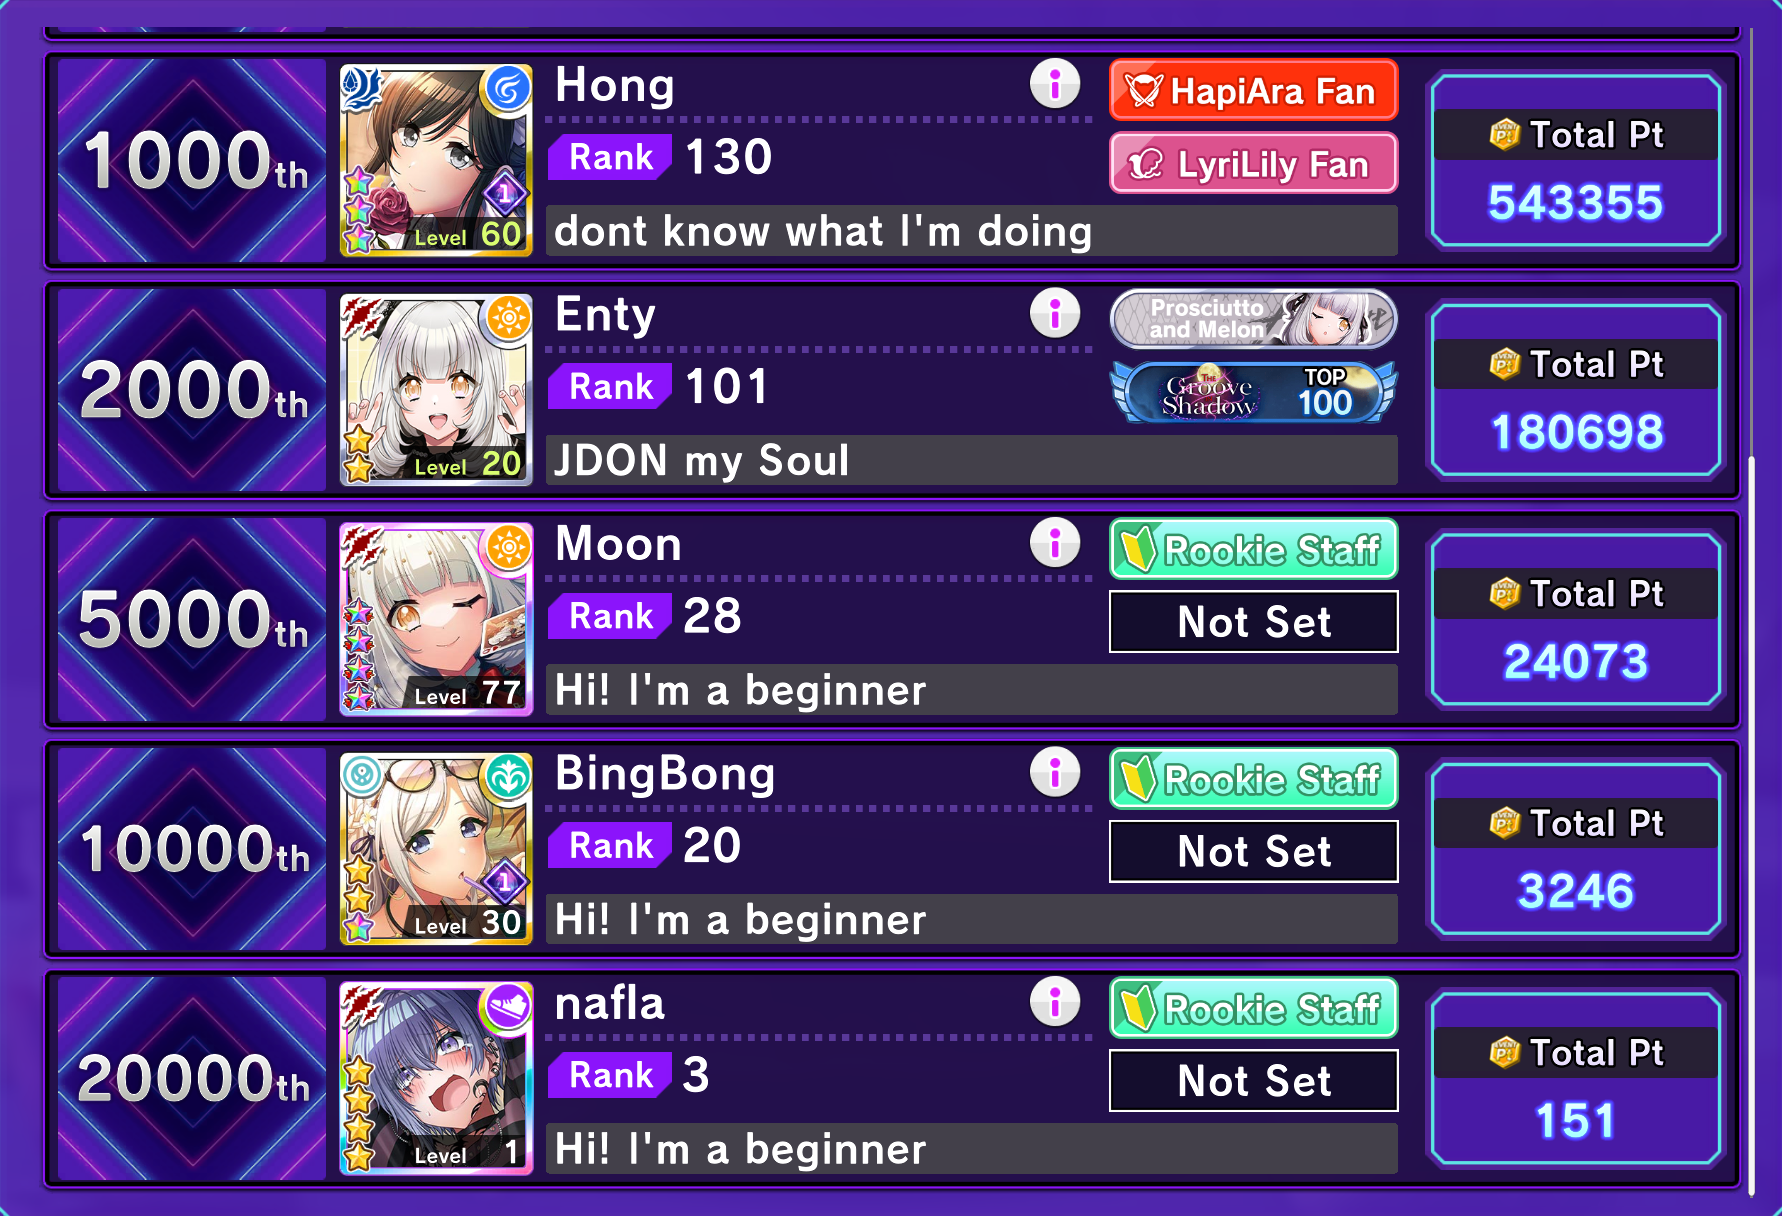 1000th
Hong
Rank 130
dont know what I'm doing
Level 60
1
HapiAra Fan
LyriLily Fan
Total Pt
543355
2000th
Enty
Rank 101
JDON my Soul
Level 20
Prosciutto
and Melon
THE
Groove
Shadow
TOP
100
Total Pt
180698
5000th
Moon
Rank 28
Hi! I'm a beginner
Level 77
Rookie Staff
Not Set
Total Pt
24073
10000th
BingBong
Rank 20
Hi! I'm a beginner
Level 30
1
Rookie Staff
Not Set
Total Pt
3246
20000th
nafla
Rank 3
Hi! I'm a beginner
Level 1
Rookie Staff
Not Set
Total Pt
151